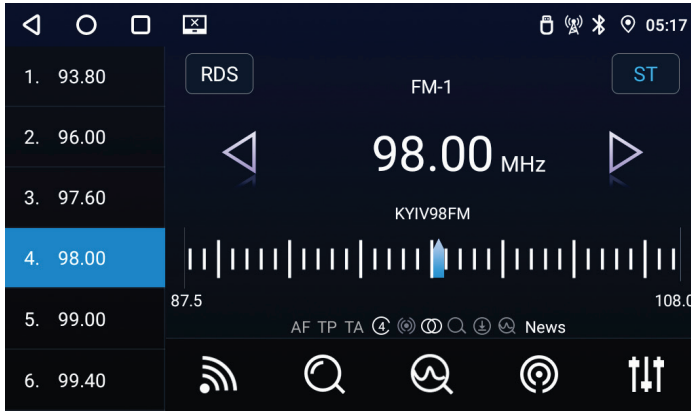 05:17
1. 93.80
2. 96.00
3. 97.60
4. 98.00
5. 99.00
6. 99.40
RDS
FM-1
ST
98.00 MHz
KYIV98FM
87.5
108.0
AF TP TA 4 News